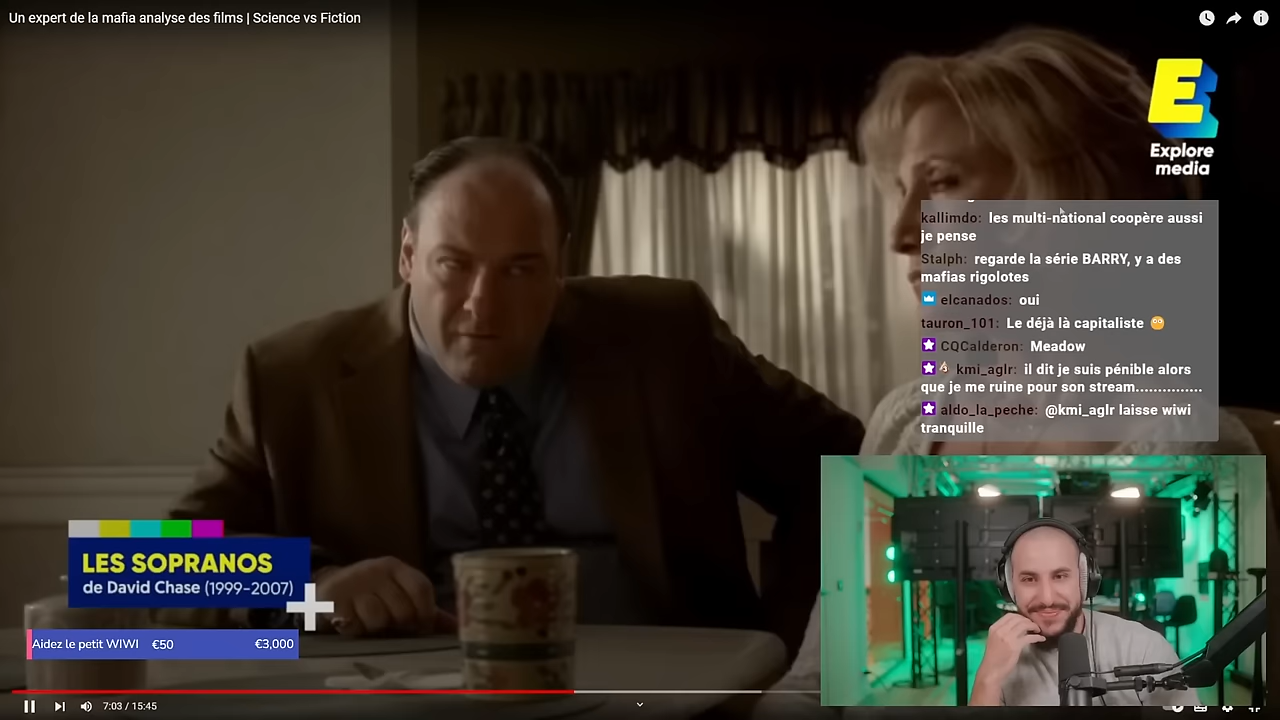 Un expert de la mafia analyse des films | Science vs Fiction
E
Explore
media
kallimdo: les multi-national coopère aussi
je pense
Stalph: regarde la série BARRY, y a des
mafias rigolotes
elcanados: oui
tauron_101: Le déjà là capitaliste
CQCalderon: Meadow
kmi_aglr: il dit je suis pénible alors
que je me ruine pour son stream...............
aldo_la_peche: @kmi_aglr laisse wiwi
tranquille
LES SOPRANOS
de David Chase (1999-2007)
Aidez le petit WIWI €50 €3,000
7:03 / 15:45